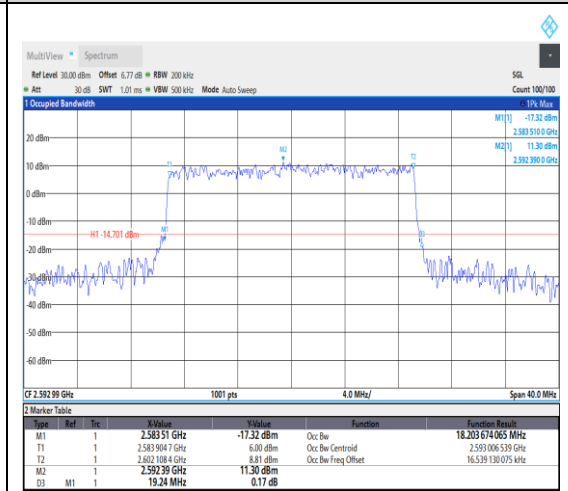 MultiView Spectrum
Ref Level 30.00 dBm Offset 6.77 dB RBW 200 kHz SGL
Att 30 dB SWT 1.01 ms VBW 500 kHz Mode Auto Sweep Count 100/100
1 Occupied Bandwidth 1Pk Max
M1[1] -17.32 dBm
2.583 510 0 GHz
M2[1] 11.30 dBm
2.592 390 0 GHz
20 dBm
M2
T1 T2
10 dBm
0 dBm
-10 dBm
M1
H1 -14.701 dBm
D3
-20 dBm
-30 dBm
-40 dBm
-50 dBm
-60 dBm
CF 2.592 99 GHz 1001 pts 4.0 MHz/ Span 40.0 MHz
2 Marker Table
Type Ref Trc X-Value Y-Value Function Function Result
M1 1 2.583 51 GHz -17.32 dBm Occ Bw 18.203 674 065 MHz
T1 1 2.583 904 7 GHz 6.00 dBm Occ Bw Centroid 2.593 006 539 GHz
T2 1 2.602 108 4 GHz 8.81 dBm Occ Bw Freq Offset 16.539 130 075 kHz
M2 1 2.592 39 GHz 11.30 dBm
D3 M1 1 19.24 MHz 0.17 dB